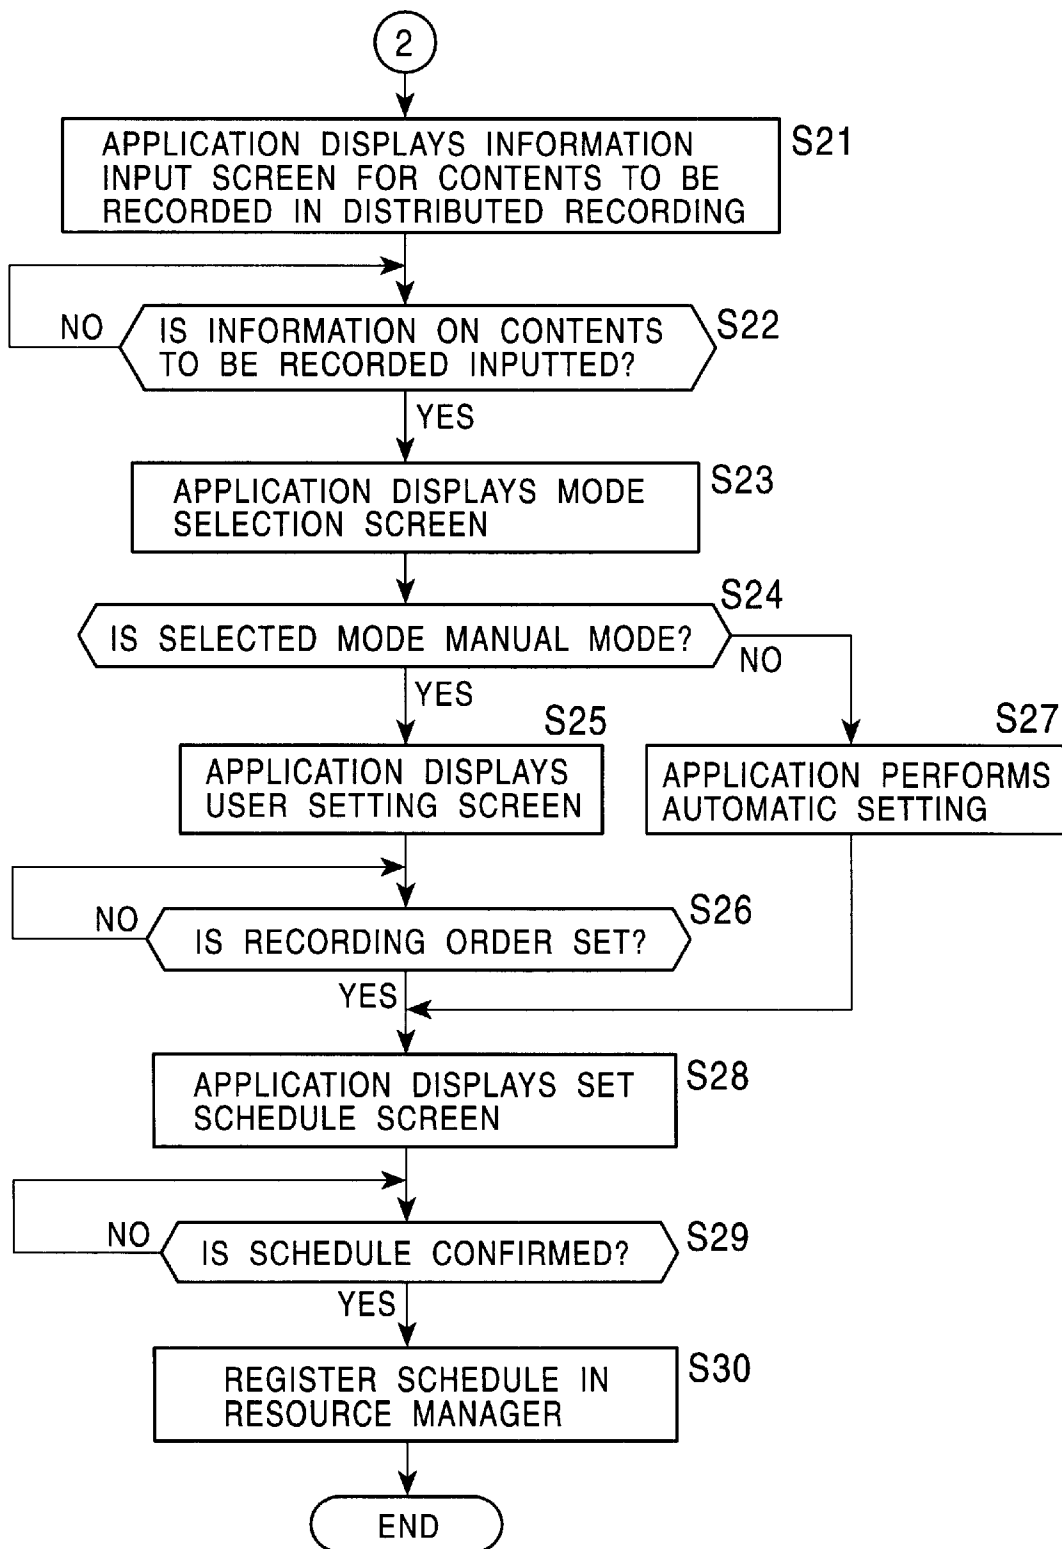 2
APPLICATION DISPLAYS INFORMATION
INPUT SCREEN FOR CONTENTS TO BE
RECORDED IN DISTRIBUTED RECORDING
S21
NO
IS INFORMATION ON CONTENTS
TO BE RECORDED INPUTTED?
S22
YES
APPLICATION DISPLAYS MODE
SELECTION SCREEN
S23
IS SELECTED MODE MANUAL MODE?
S24
NO
YES
S25
APPLICATION DISPLAYS
USER SETTING SCREEN
S27
APPLICATION PERFORMS
AUTOMATIC SETTING
NO
IS RECORDING ORDER SET?
S26
YES
APPLICATION DISPLAYS SET
SCHEDULE SCREEN
S28
NO
IS SCHEDULE CONFIRMED?
S29
YES
REGISTER SCHEDULE IN
RESOURCE MANAGER
S30
END